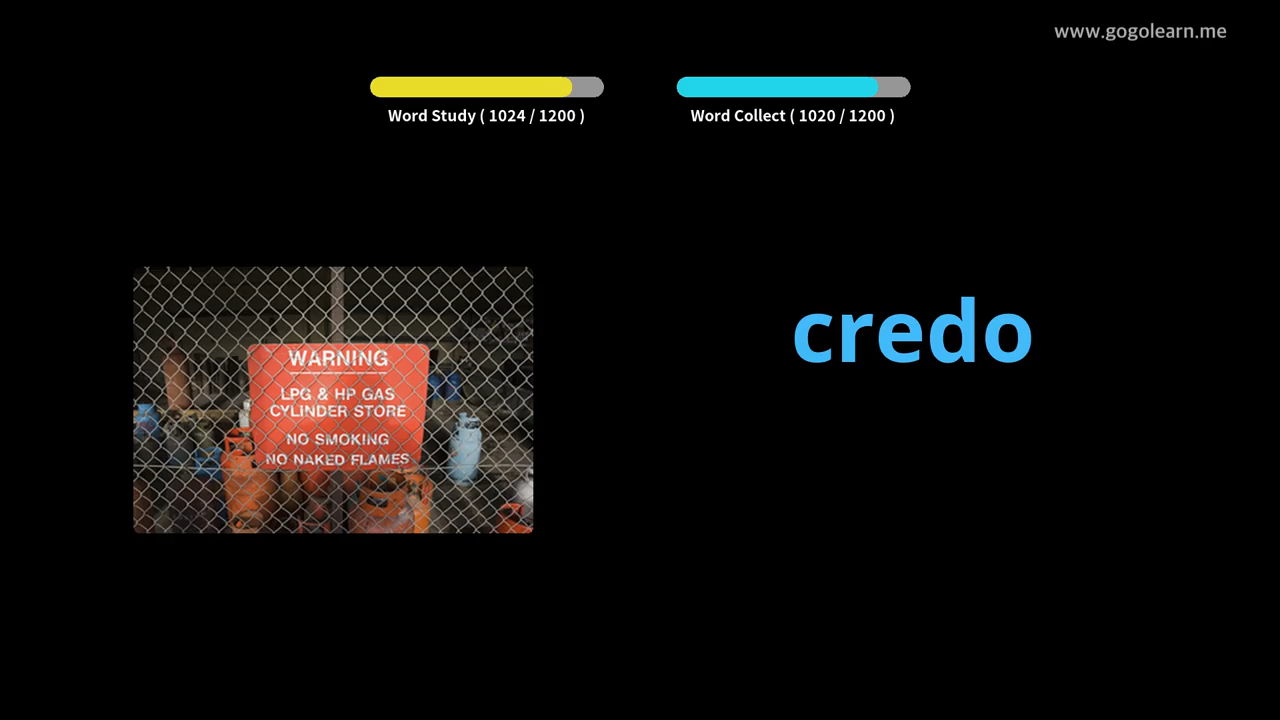 www.gogolearn.me
Word Study ( 1024 / 1200 )
Word Collect ( 1020 / 1200 )
WARNING
LPG & HP GAS
CYLINDER STORE
NO SMOKING
NO NAKED FLAMES
credo